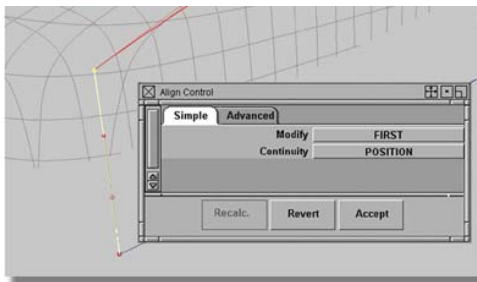 Align Control
Simple Advanced
Modify FIRST
Continuity POSITION
Recalc. Revert Accept